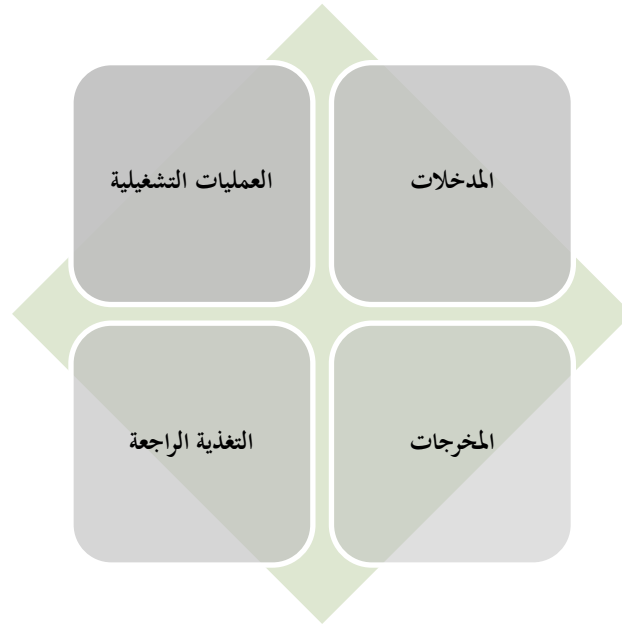 المدخلات
العمليات التشغيلية
المخرجات
التغذية الراجعة